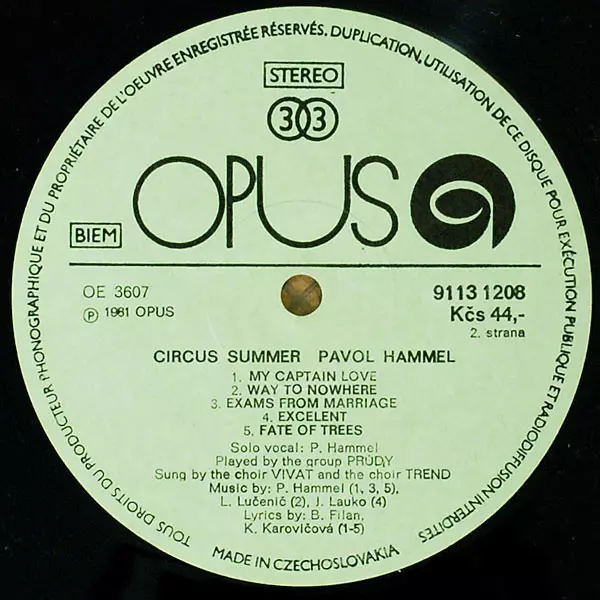 TOUS DROITS DU PRODUCTEUR PHONOGRAPHIQUE ET DU PROPRIÉTAIRE DE L'OEUVRE ENREGISTRÉE RÉSERVÉS. DUPLICATION, UTILISATION DE CE DISQUE POUR EXÉCUTION PUBLIQUE ET RADIODIFFUSION INTERDITES
STEREO
33
OPUS
BIEM
OE 3607
9113 1208
Ⓟ 1981 OPUS
Kčs 44,-
2. strana
CIRCUS SUMMER PAVOL HAMMEL
1. MY CAPTAIN LOVE
2. WAY TO NOWHERE
3. EXAMS FROM MARRIAGE
4. EXCELENT
5. FATE OF TREES
Solo vocal: P. Hammel
Played by the group PRÚDY
Sung by the choir VIVAT and the choir TREND
Music by: P. Hammel (1, 3, 5),
L. Lučenič (2), J. Lauko (4)
Lyrics by: B. Filan,
K. Karovičová (1-5)
MADE IN CZECHOSLOVAKIA